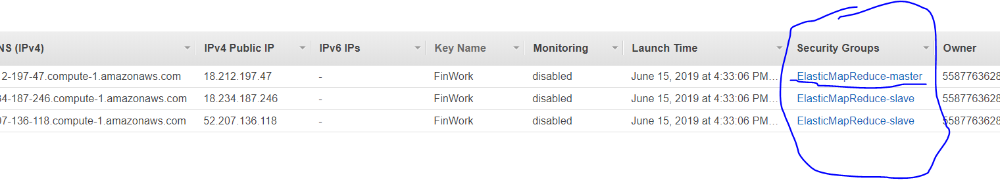 NS (IPv4) IPv4 Public IP IPv6 IPs Key Name Monitoring Launch Time Security Groups Owner
2-197-47.compute-1.amazonaws.com 18.212.197.47 - FinWork disabled June 15, 2019 at 4:33:06 PM... ElasticMapReduce-master 5587763628
34-187-246.compute-1.amazonaws.com 18.234.187.246 - FinWork disabled June 15, 2019 at 4:33:06 PM... ElasticMapReduce-slave 5587763628
07-136-118.compute-1.amazonaws.com 52.207.136.118 - FinWork disabled June 15, 2019 at 4:33:06 PM... ElasticMapReduce-slave 5587763628